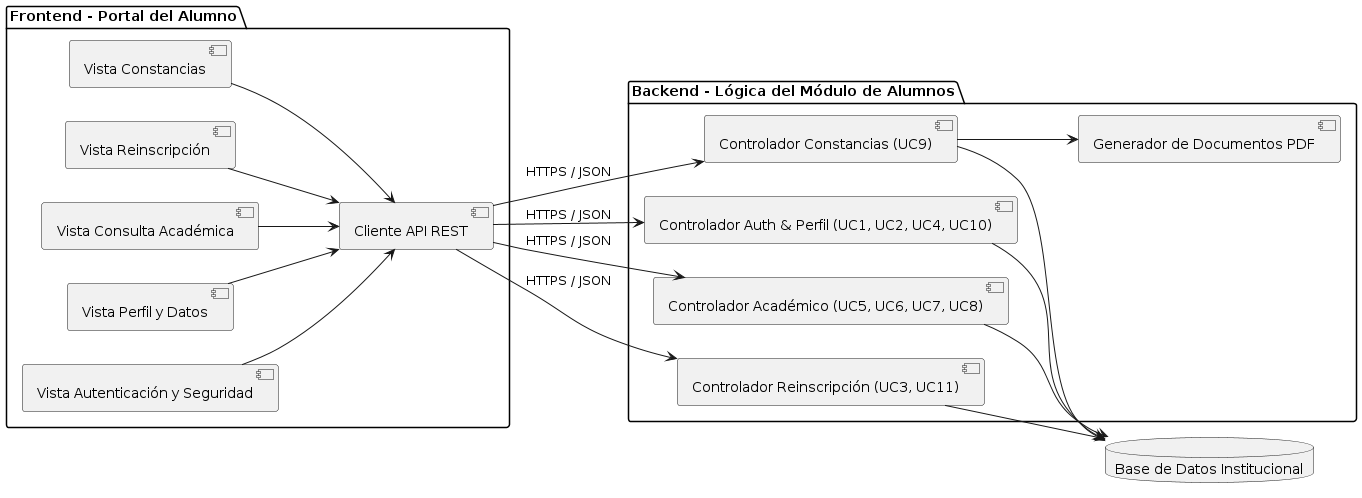 Frontend - Portal del Alumno
Vista Constancias
Vista Reinscripción
Vista Consulta Académica
Vista Perfil y Datos
Vista Autenticación y Seguridad
Cliente API REST
HTTPS / JSON
HTTPS / JSON
HTTPS / JSON
HTTPS / JSON
Backend - Lógica del Módulo de Alumnos
Controlador Constancias (UC9)
Controlador Auth & Perfil (UC1, UC2, UC4, UC10)
Controlador Académico (UC5, UC6, UC7, UC8)
Controlador Reinscripción (UC3, UC11)
Generador de Documentos PDF
Base de Datos Institucional